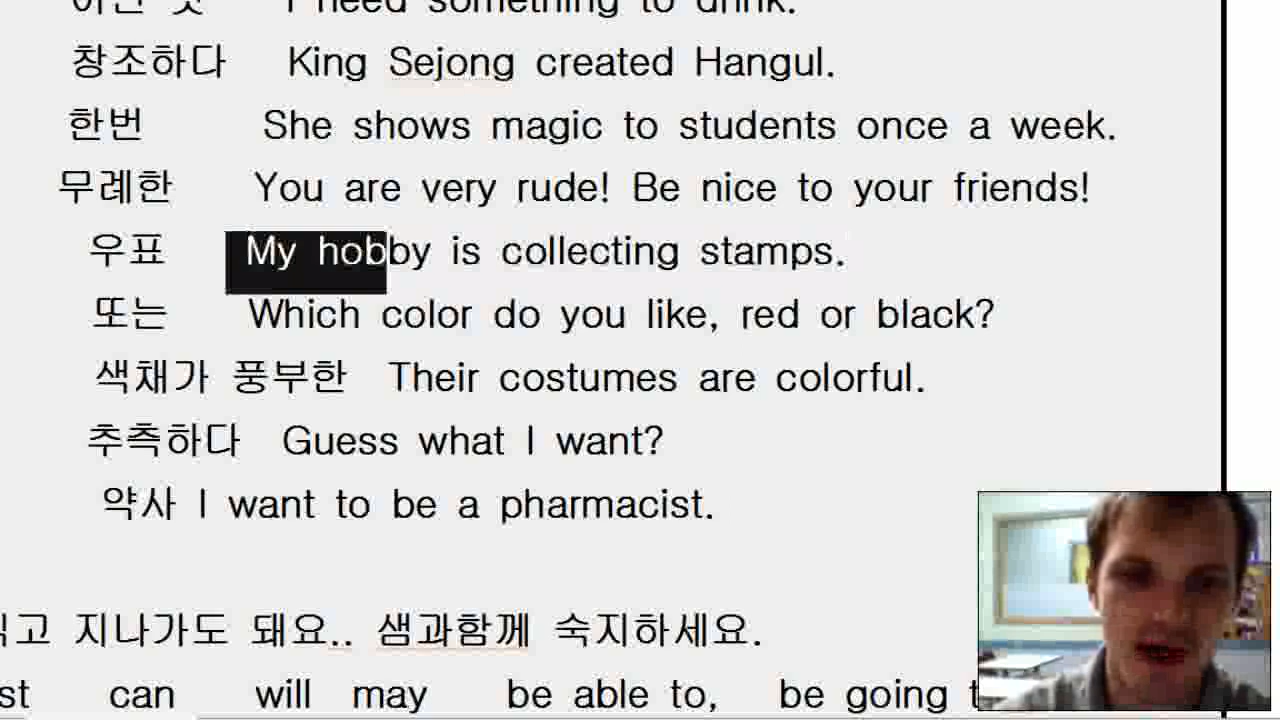 어떤 것 I need something to drink.
창조하다 King Sejong created Hangul.
한번 She shows magic to students once a week.
무례한 You are very rude! Be nice to your friends!
우표 My hobby is collecting stamps.
또는 Which color do you like, red or black?
색채가 풍부한 Their costumes are colorful.
추측하다 Guess what I want?
약사 I want to be a pharmacist.
지나가도 돼요.. 샘과함께 숙지하세요.
can will may be able to, be going